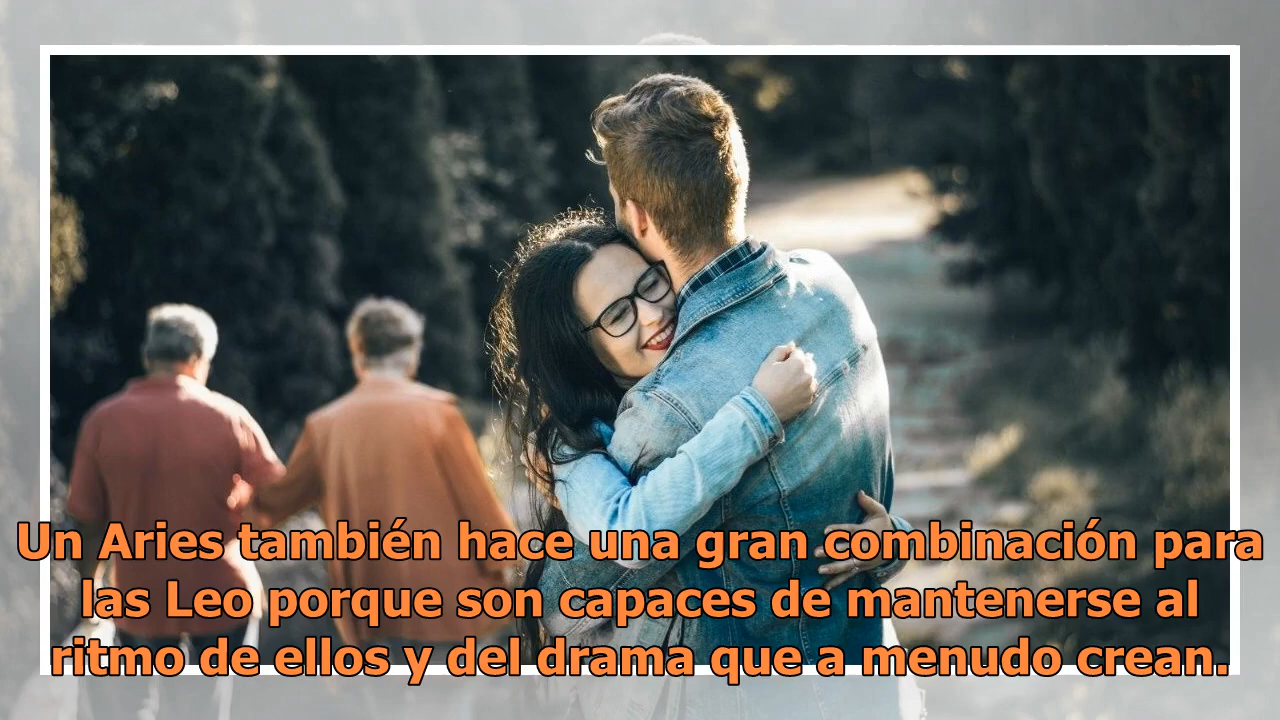 Un Aries también hace una gran combinación para
las Leo porque son capaces de mantenerse al
ritmo de ellos y del drama que a menudo crean.